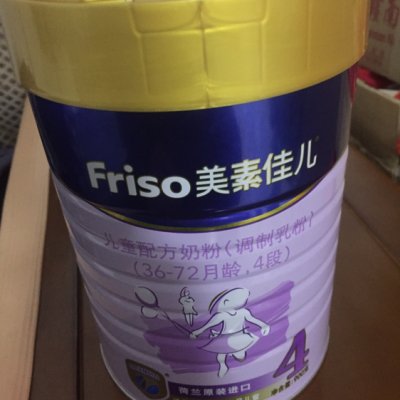 Friso美素佳儿
儿童配方奶粉（调制乳粉）
(36-72月龄,4段)
4
荷兰原装进口